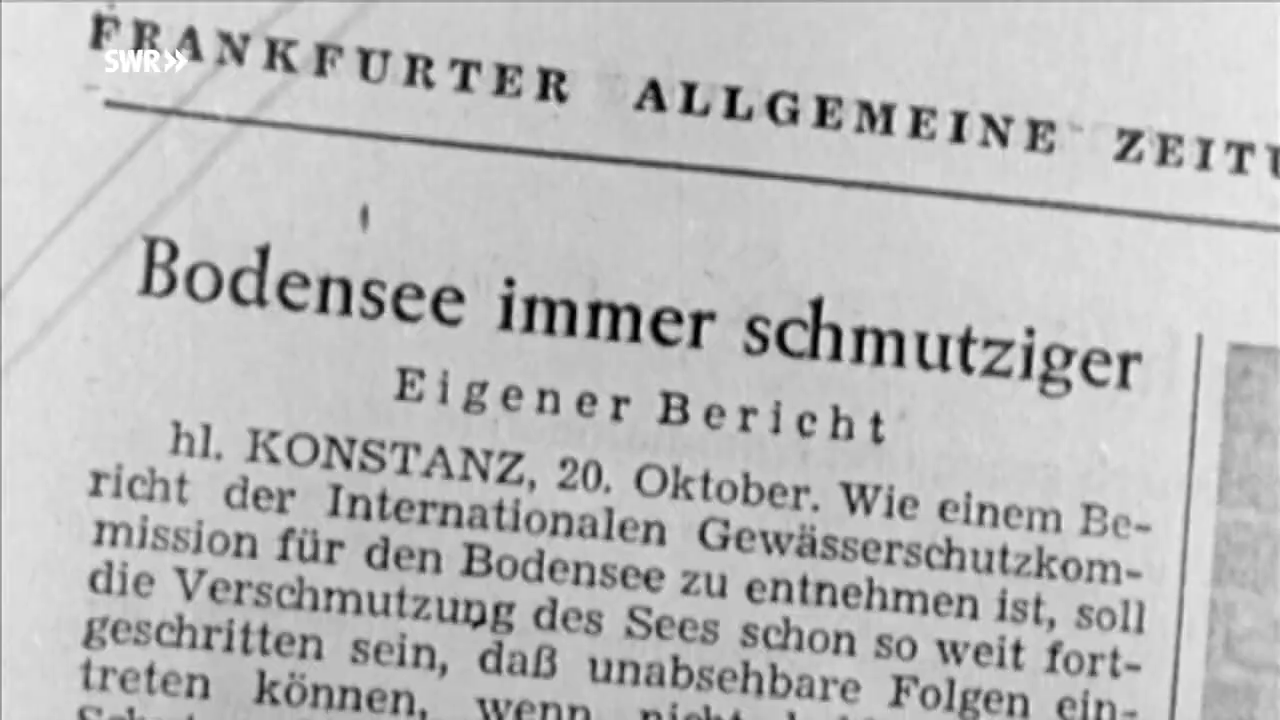 SWR»
FRANKFURTER ALLGEMEINE ZEITU
Bodensee immer schmutziger
Eigener Bericht
hl. KONSTANZ, 20. Oktober. Wie einem Be-
richt der Internationalen Gewässerschutzkom-
mission für den Bodensee zu entnehmen ist, soll
die Verschmutzung des Sees schon so weit fort-
geschritten sein, daß unabsehbare Folgen ein-
treten können, wenn nicht